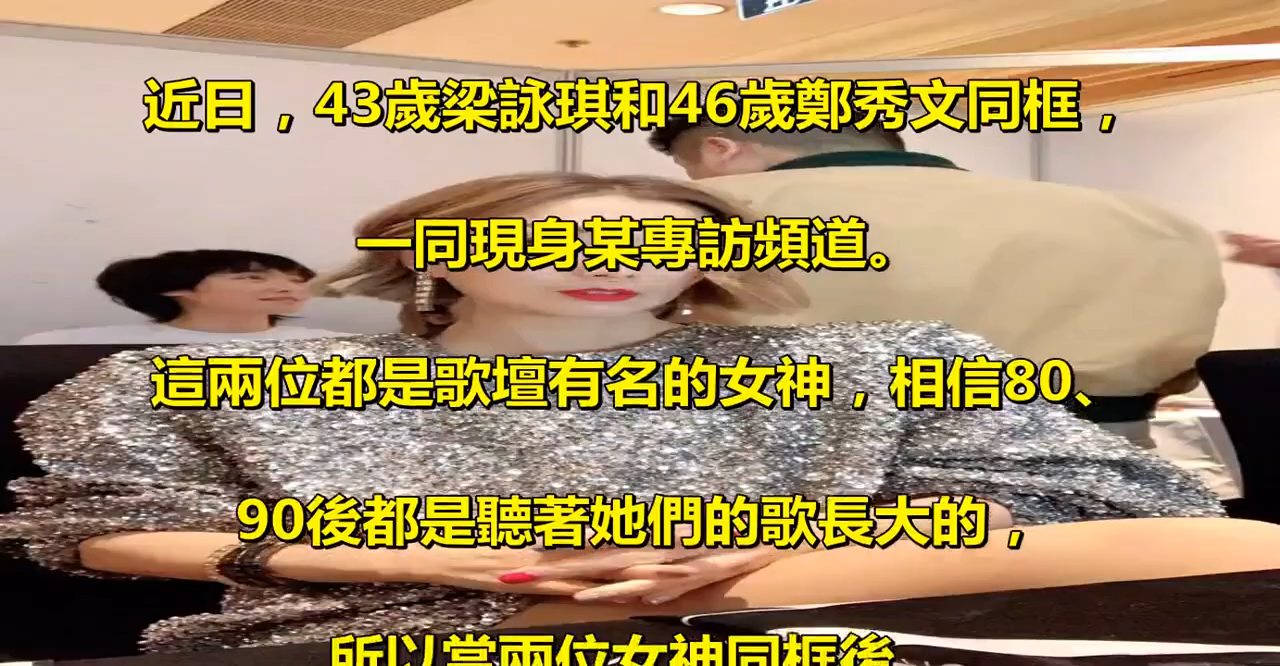 近日，43歲梁詠琪和46歲鄭秀文同框，
一同現身某專訪頻道。
這兩位都是歌壇有名的女神，相信80、
90後都是聽著她們的歌長大的，
所以當兩位女神同框後